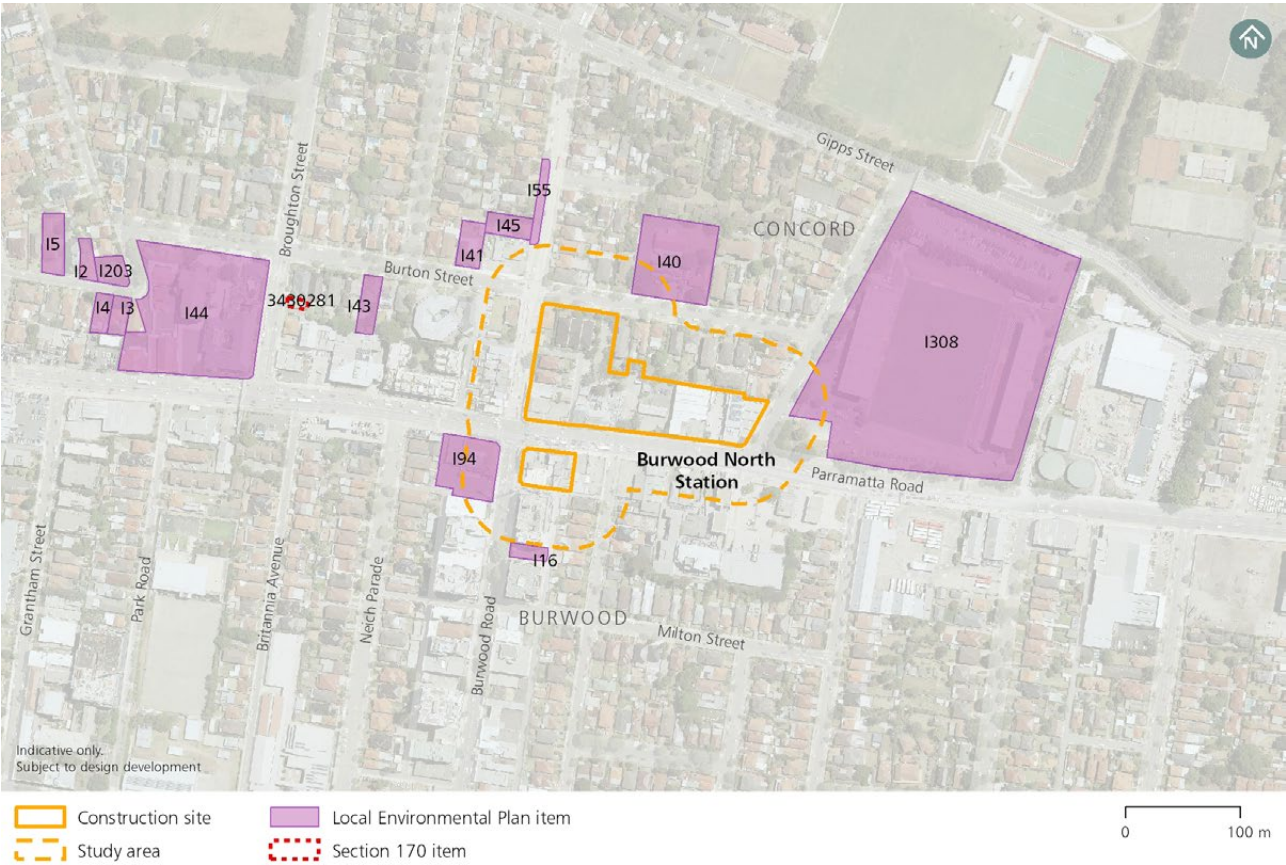 N
Gipps Street
Broughton Street
I55
I45
CONCORD
I5
I41
I2
I203
I40
Burton Street
3430281
I43
I4
I3
I44
I308
I94
Burwood North
Station
Parramatta Road
Grantham Street
Park Road
Britannia Avenue
Neich Parade
I16
Burwood Road
BURWOOD
Milton Street
Indicative only.
Subject to design development
Construction site
Local Environmental Plan item
Study area
Section 170 item
0
100 m